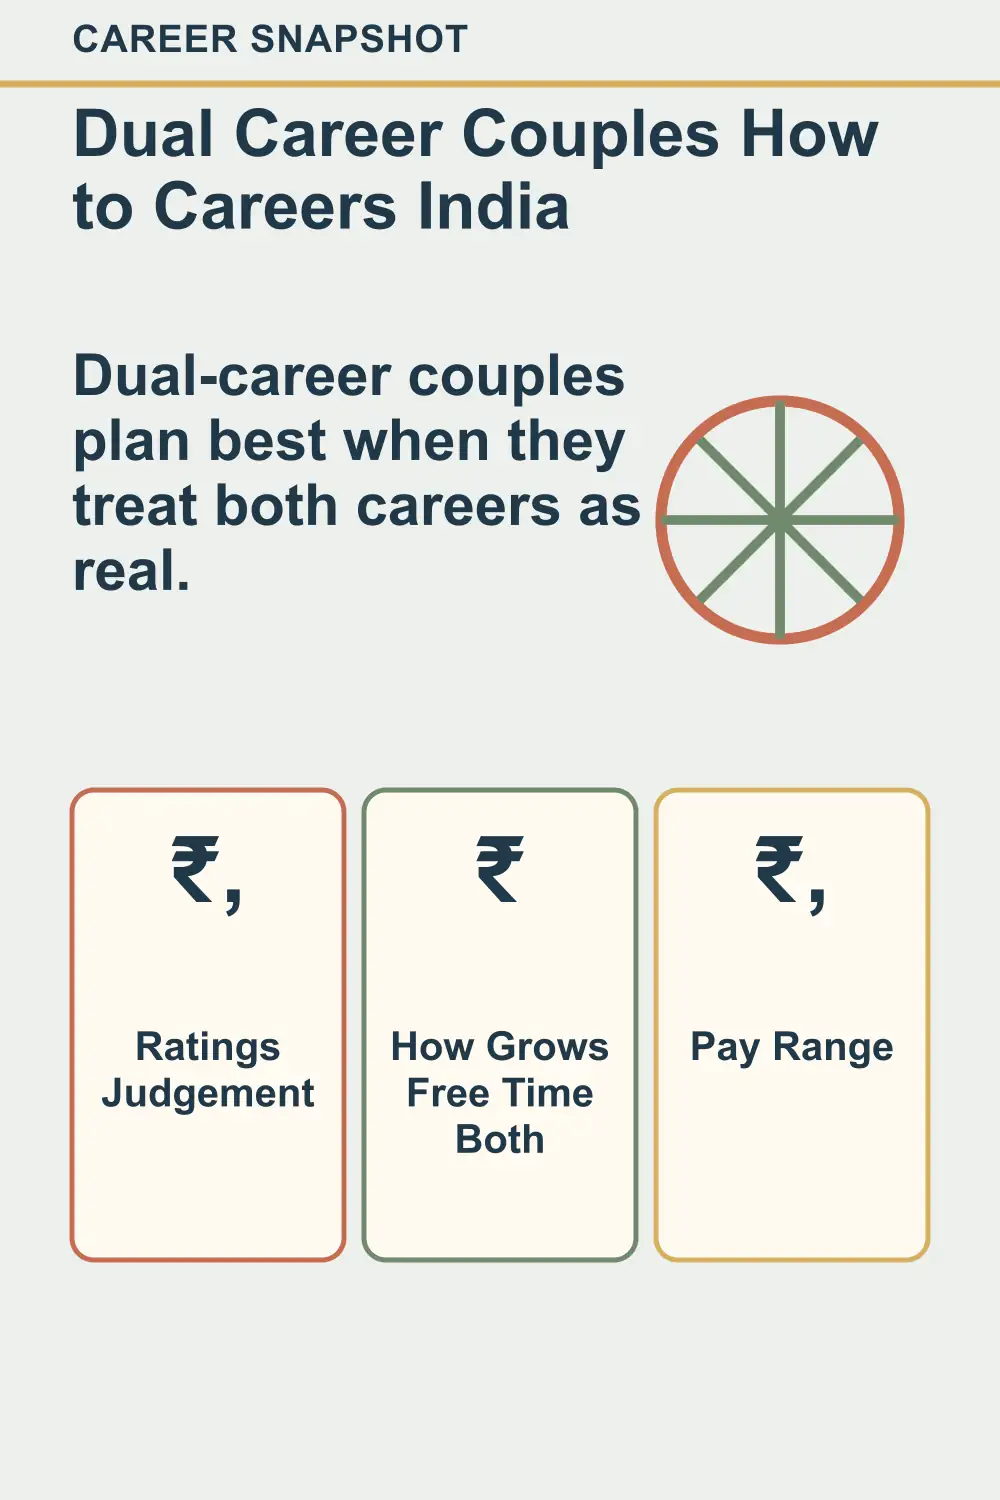 CAREER SNAPSHOT
Dual Career Couples How
to Careers India
Dual-career couples
plan best when they
treat both careers as
real.
₹,
Ratings
Judgement
₹
How Grows
Free Time
Both
₹,
Pay Range